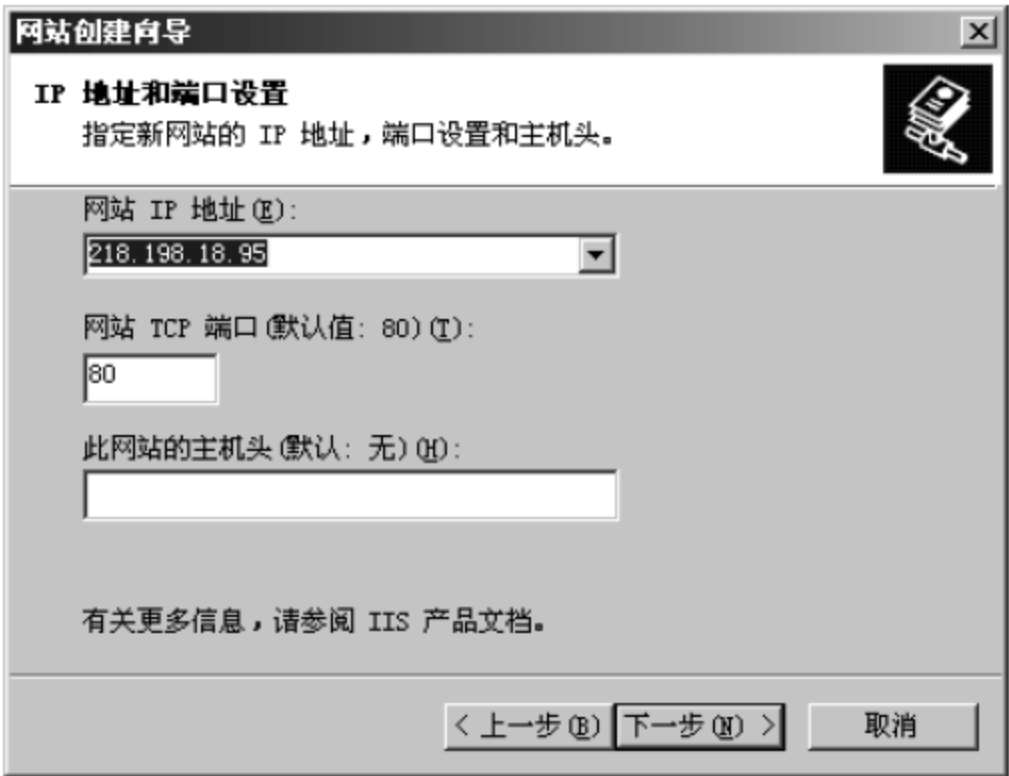 网站创建向导
IP 地址和端口设置
指定新网站的 IP 地址，端口设置和主机头。
网站 IP 地址(E):
218.198.18.95
网站 TCP 端口(默认值: 80)(T):
80
此网站的主机头(默认: 无)(H):
有关更多信息，请参阅 IIS 产品文档。
< 上一步(B) 下一步(N) > 取消